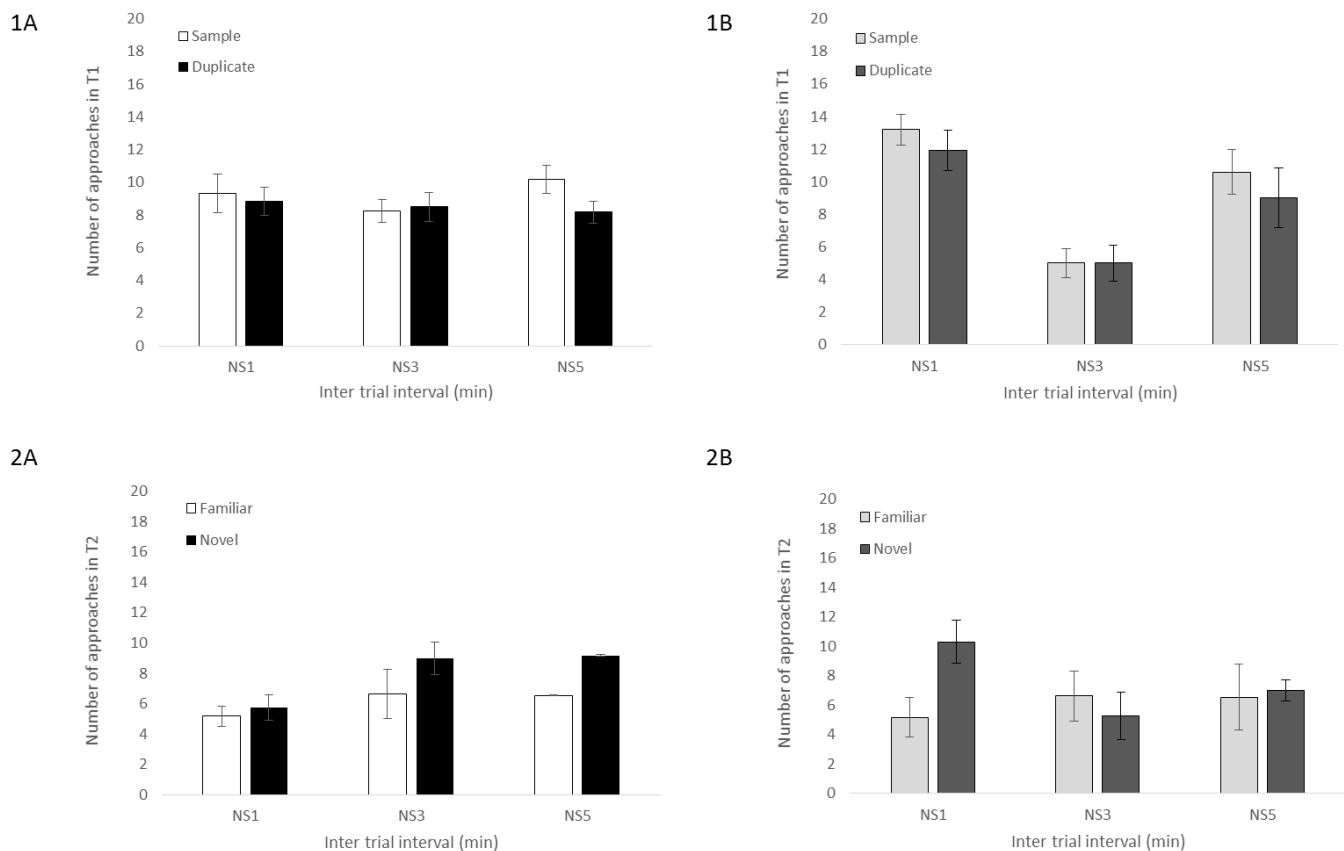 1A
Number of approaches in T1
20
18
16
14
12
10
8
6
4
2
0
Sample
Duplicate
NS1 NS3 NS5
Inter trial interval (min)
1B
Number of approaches in T1
20
18
16
14
12
10
8
6
4
2
0
Sample
Duplicate
NS1 NS3 NS5
Inter trial interval (min)
2A
Number of approaches in T2
20
18
16
14
12
10
8
6
4
2
0
Familiar
Novel
NS1 NS3 NS5
Inter trial interval (min)
2B
Number of approaches in T2
20
18
16
14
12
10
8
6
4
2
0
Familiar
Novel
NS1 NS3 NS5
Inter trial interval (min)